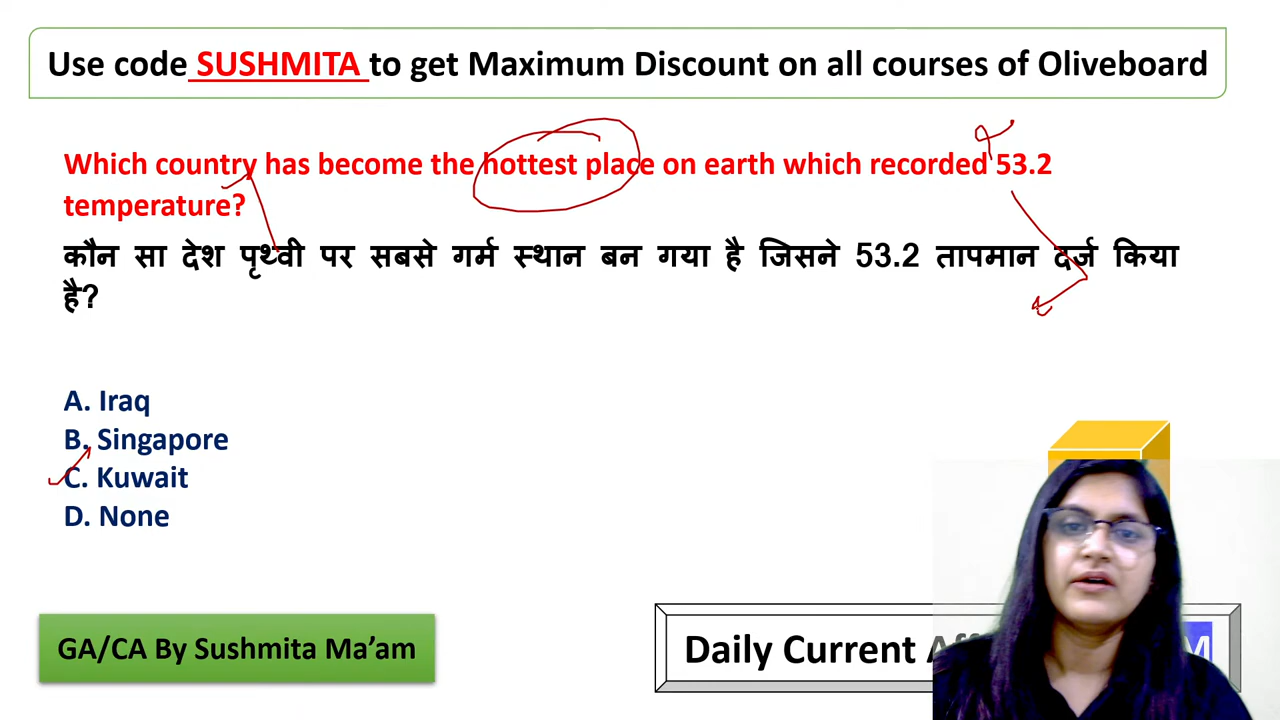 Use code SUSHMITA to get Maximum Discount on all courses of Oliveboard
Which country has become the hottest place on earth which recorded 53.2
temperature?
कौन सा देश पृथ्वी पर सबसे गर्म स्थान बन गया है जिसने 53.2 तापमान दर्ज किया
है?
A. Iraq
B. Singapore
C. Kuwait
D. None
GA/CA By Sushmita Ma’am
Daily Current